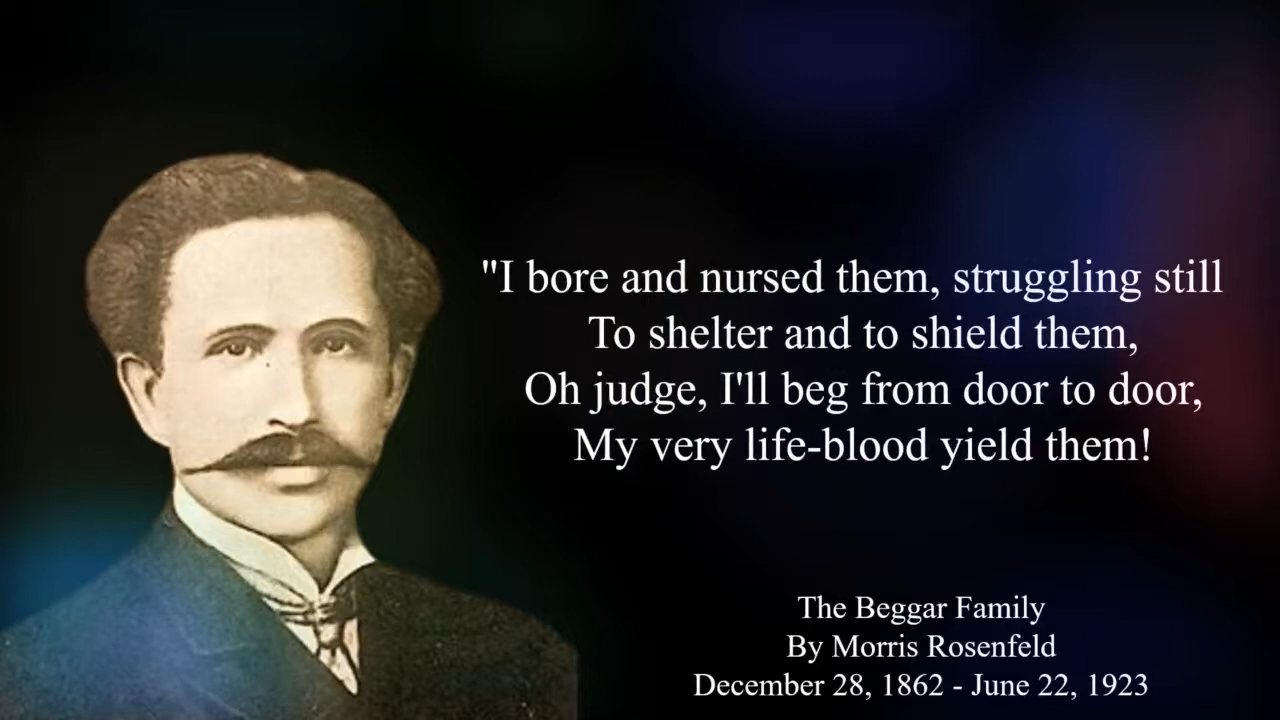 "I bore and nursed them, struggling still
To shelter and to shield them,
Oh judge, I'll beg from door to door,
My very life-blood yield them!
The Beggar Family
By Morris Rosenfeld
December 28, 1862 - June 22, 1923